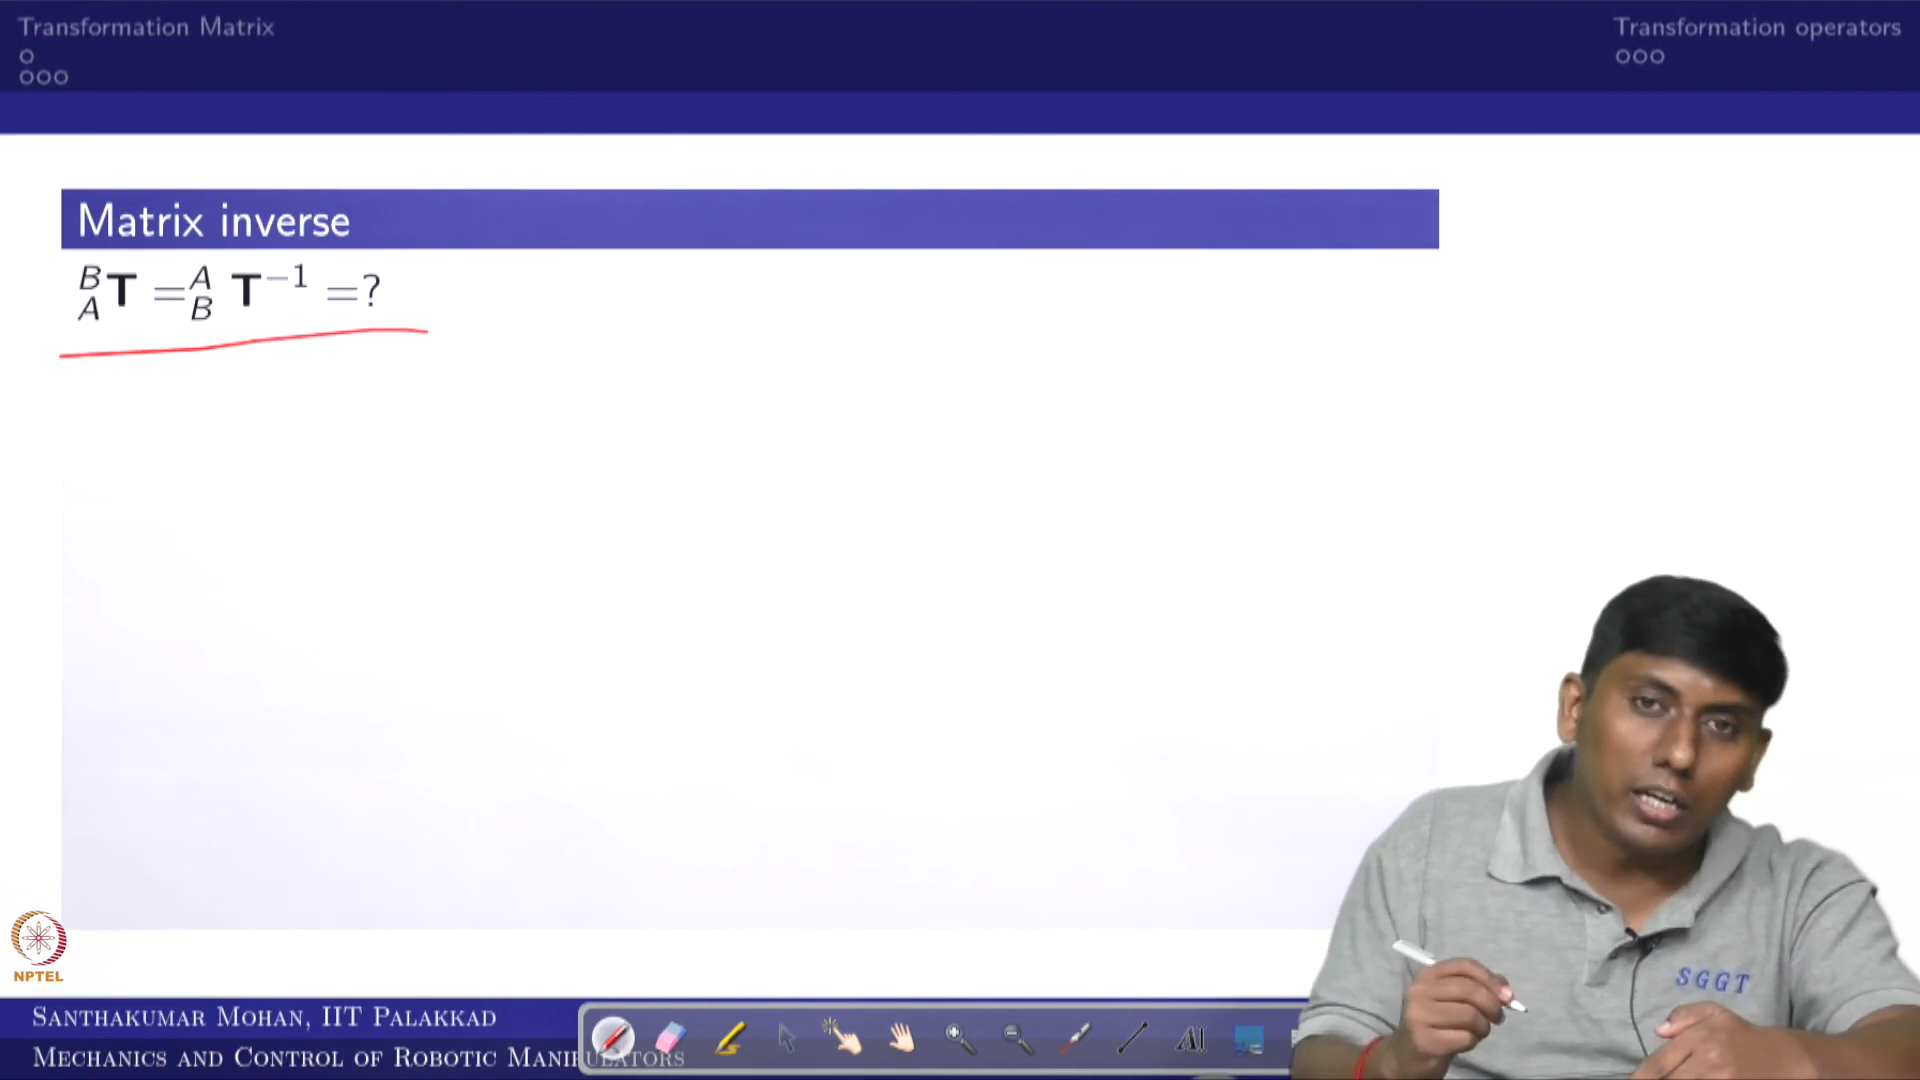 Transformation Matrix
Transformation operators
Matrix inverse
^B_A T =^A_B T^{-1} =?
NPTEL
SGGT
SANTHAKUMAR MOHAN, IIT PALAKKAD
MECHANICS AND CONTROL OF ROBOTIC MANIPULATORS
AI